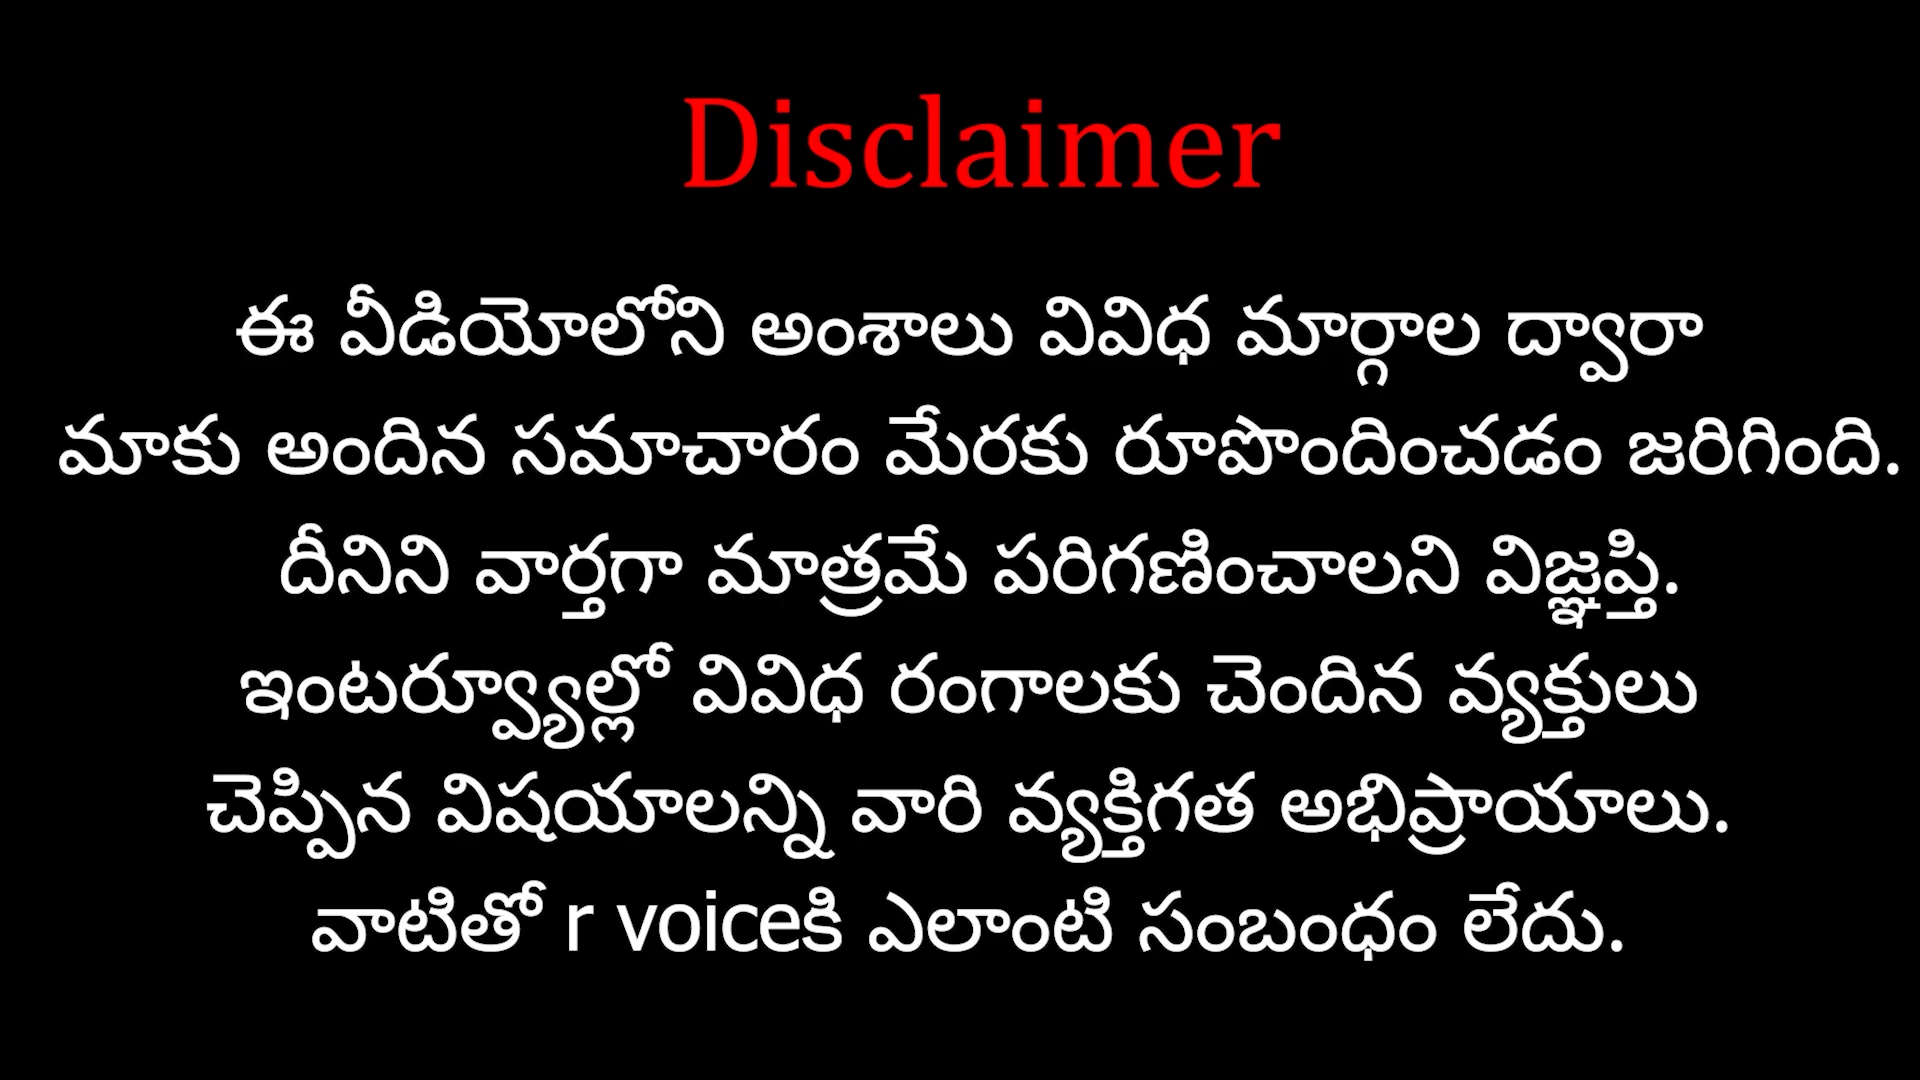 Disclaimer
ఈ వీడియోలోని అంశాలు వివిధ మార్గాల ద్వారా
మాకు అందిన సమాచారం మేరకు రూపొందించడం జరిగింది.
దీనిని వార్తగా మాత్రమే పరిగణించాలని విజ్ఞప్తి.
ఇంటర్వ్యూల్లో వివిధ రంగాలకు చెందిన వ్యక్తులు
చెప్పిన విషయాలన్ని వారి వ్యక్తిగత అభిప్రాయాలు.
వాటితో r voiceకి ఎలాంటి సంబంధం లేదు.